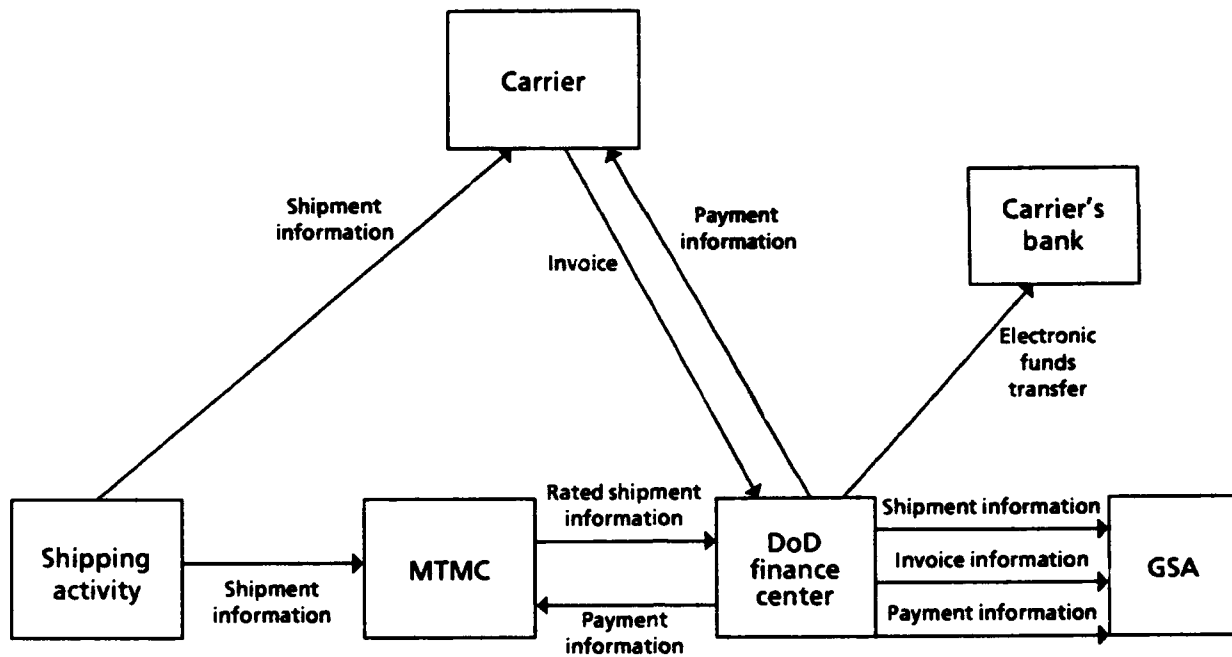 Carrier
Shipment
information
Payment
information
Invoice
Carrier's
bank
Electronic
funds
transfer
Shipping
activity
Shipment
information
MTMC
Rated shipment
information
Payment
information
DoD
finance
center
Shipment information
Invoice information
Payment information
GSA